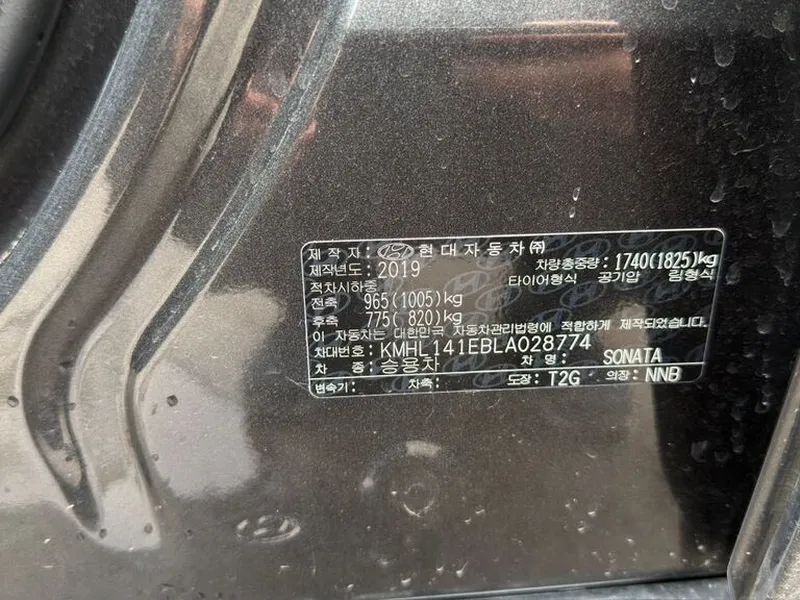 제 작 자 : 현대자동차㈜
제작년도 : 2019 차량총중량 : 1740(1825)kg
적차시하중 타이어형식 공기압 림형식
전축 965(1005)kg
후축 775( 820)kg
이 자동차는 대한민국 자동차관리법령에 적합하게 제작되었습니다.
차대번호 : KMHL141EBLA028774
차 종 : 승용차 차 명 : SONATA
변속기 : 차축 : 도장 : T2G 의장 : NNB